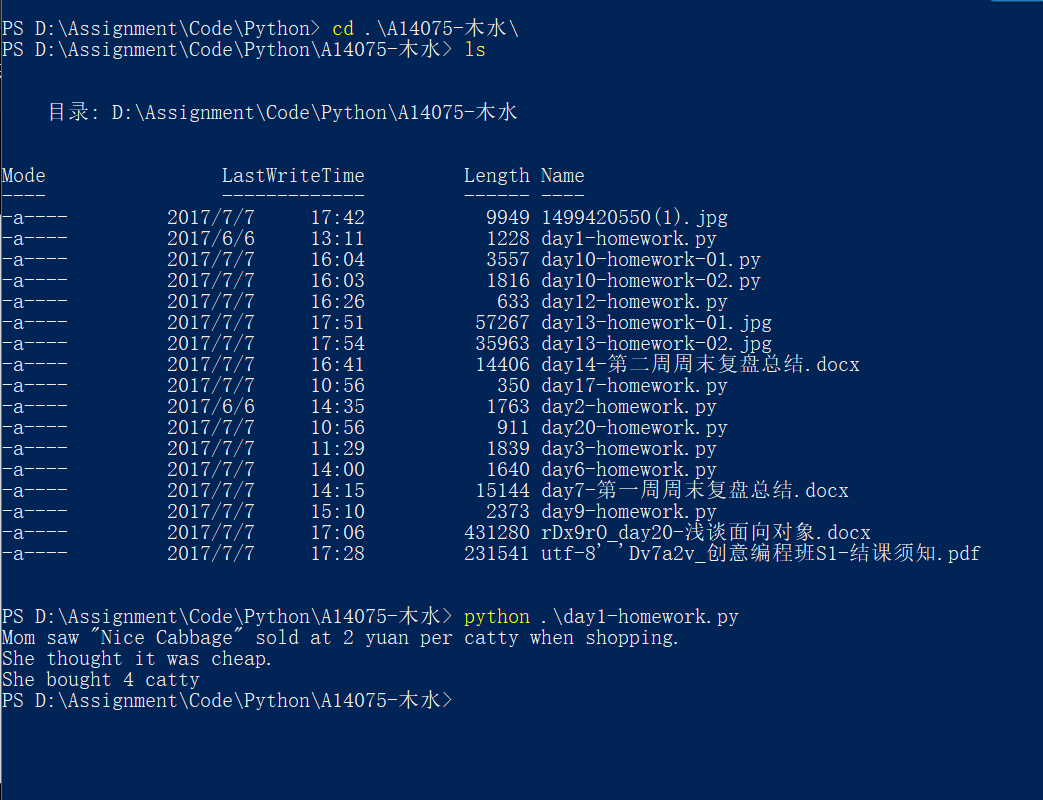 PS D:\Assignment\Code\Python> cd .\A14075-木水\
PS D:\Assignment\Code\Python\A14075-木水> ls
目录: D:\Assignment\Code\Python\A14075-木水
Mode LastWriteTime Length Name
---- ------------- ------ ----
-a---- 2017/7/7 17:42 9949 1499420550(1).jpg
-a---- 2017/6/6 13:11 1228 day1-homework.py
-a---- 2017/7/7 16:04 3557 day10-homework-01.py
-a---- 2017/7/7 16:03 1816 day10-homework-02.py
-a---- 2017/7/7 16:26 633 day12-homework.py
-a---- 2017/7/7 17:51 57267 day13-homework-01.jpg
-a---- 2017/7/7 17:54 35963 day13-homework-02.jpg
-a---- 2017/7/7 16:41 14406 day14-第二周周末复盘总结.docx
-a---- 2017/7/7 10:56 350 day17-homework.py
-a---- 2017/6/6 14:35 1763 day2-homework.py
-a---- 2017/7/7 10:56 911 day20-homework.py
-a---- 2017/7/7 11:29 1839 day3-homework.py
-a---- 2017/7/7 14:00 1640 day6-homework.py
-a---- 2017/7/7 14:15 15144 day7-第一周周末复盘总结.docx
-a---- 2017/7/7 15:10 2373 day9-homework.py
-a---- 2017/7/7 17:06 431280 rDx9rO_day20-浅谈面向对象.docx
-a---- 2017/7/7 17:28 231541 utf-8' 'Dv7a2v_创意编程班S1-结课须知.pdf
PS D:\Assignment\Code\Python\A14075-木水> python .\day1-homework.py
Mom saw "Nice Cabbage" sold at 2 yuan per catty when shopping.
She thought it was cheap.
She bought 4 catty
PS D:\Assignment\Code\Python\A14075-木水>